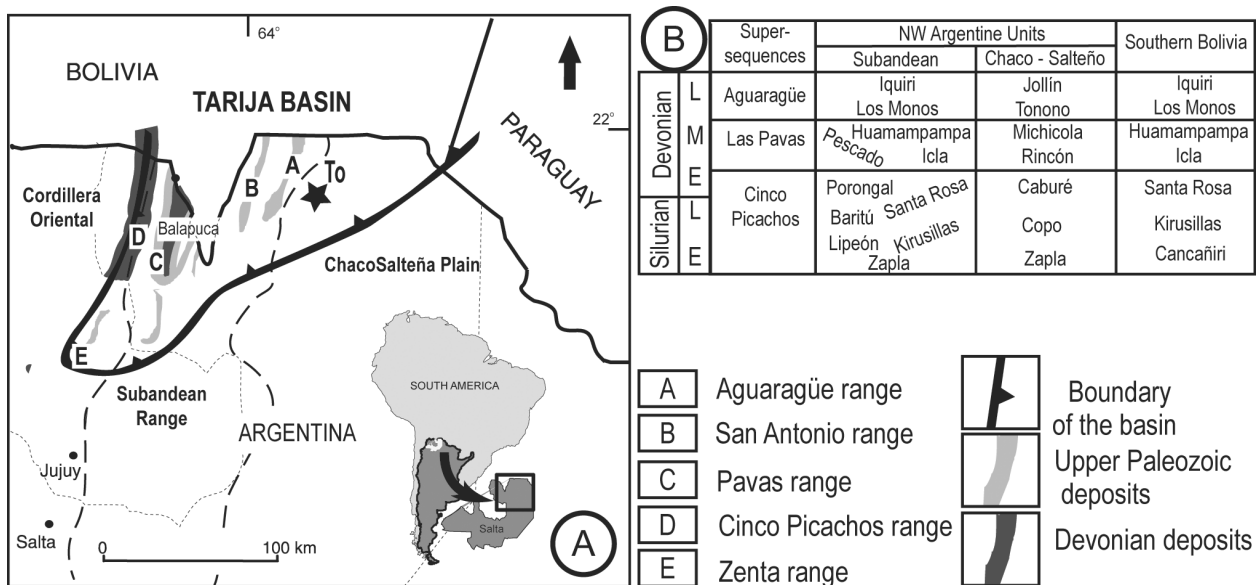 64°
BOLIVIA
TARIJA BASIN
22°
PARAGUAY
A
To
B
Cordillera
Oriental
Balapuca
D
C
ChacoSalteña Plain
E
Subandean
Range
SOUTH AMERICA
ARGENTINA
Jujuy
Salta
Salta
0 100 km
A
B
Super-
sequences
NW Argentine Units
Subandean
Chaco - Salteño
Southern Bolivia
Devonian
L
M
E
Silurian
L
E
Aguaragüe
Iquiri
Los Monos
Jollín
Tonono
Iquiri
Los Monos
Las Pavas
Huamampampa
Pescado
Icla
Michicola
Rincón
Huamampampa
Icla
Cinco
Picachos
Porongal
Santa Rosa
Baritú
Lipeón
Kirusillas
Zapla
Caburé
Copo
Zapla
Santa Rosa
Kirusillas
Cancañiri
A Aguaragüe range
B San Antonio range
C Pavas range
D Cinco Picachos range
E Zenta range
Boundary
of the basin
Upper Paleozoic
deposits
Devonian deposits